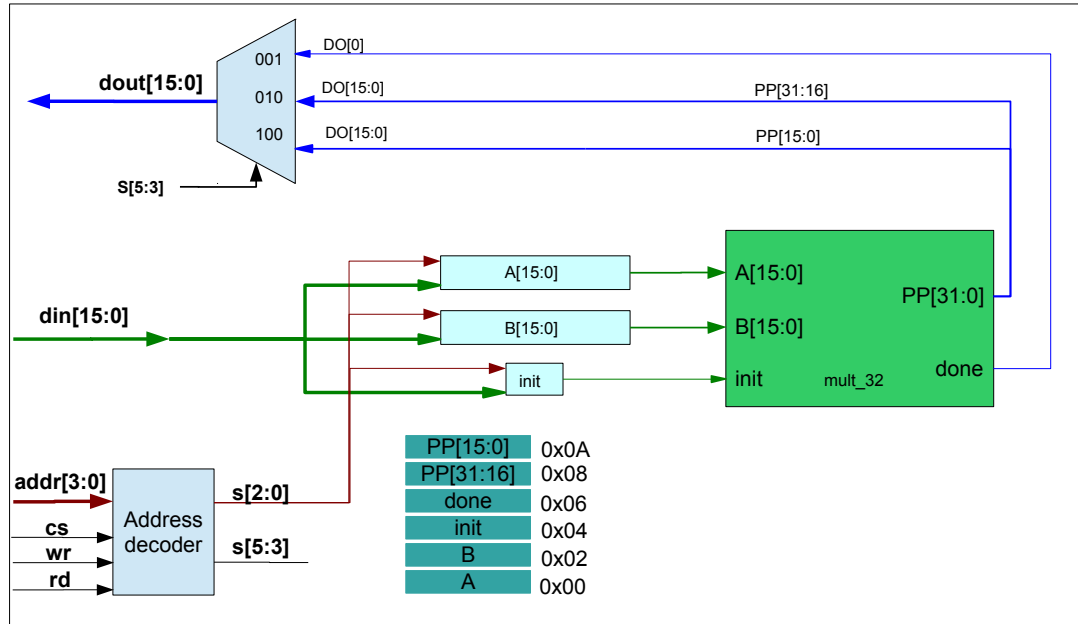 001
010
100
dout[15:0]
DO[0]
DO[15:0]
PP[31:16]
DO[15:0]
PP[15:0]
S[5:3]
din[15:0]
A[15:0]
B[15:0]
init
A[15:0]
B[15:0]
init
mult_32
PP[31:0]
done
addr[3:0]
cs
wr
rd
Address
decoder
s[2:0]
s[5:3]
PP[15:0] 0x0A
PP[31:16] 0x08
done 0x06
init 0x04
B 0x02
A 0x00